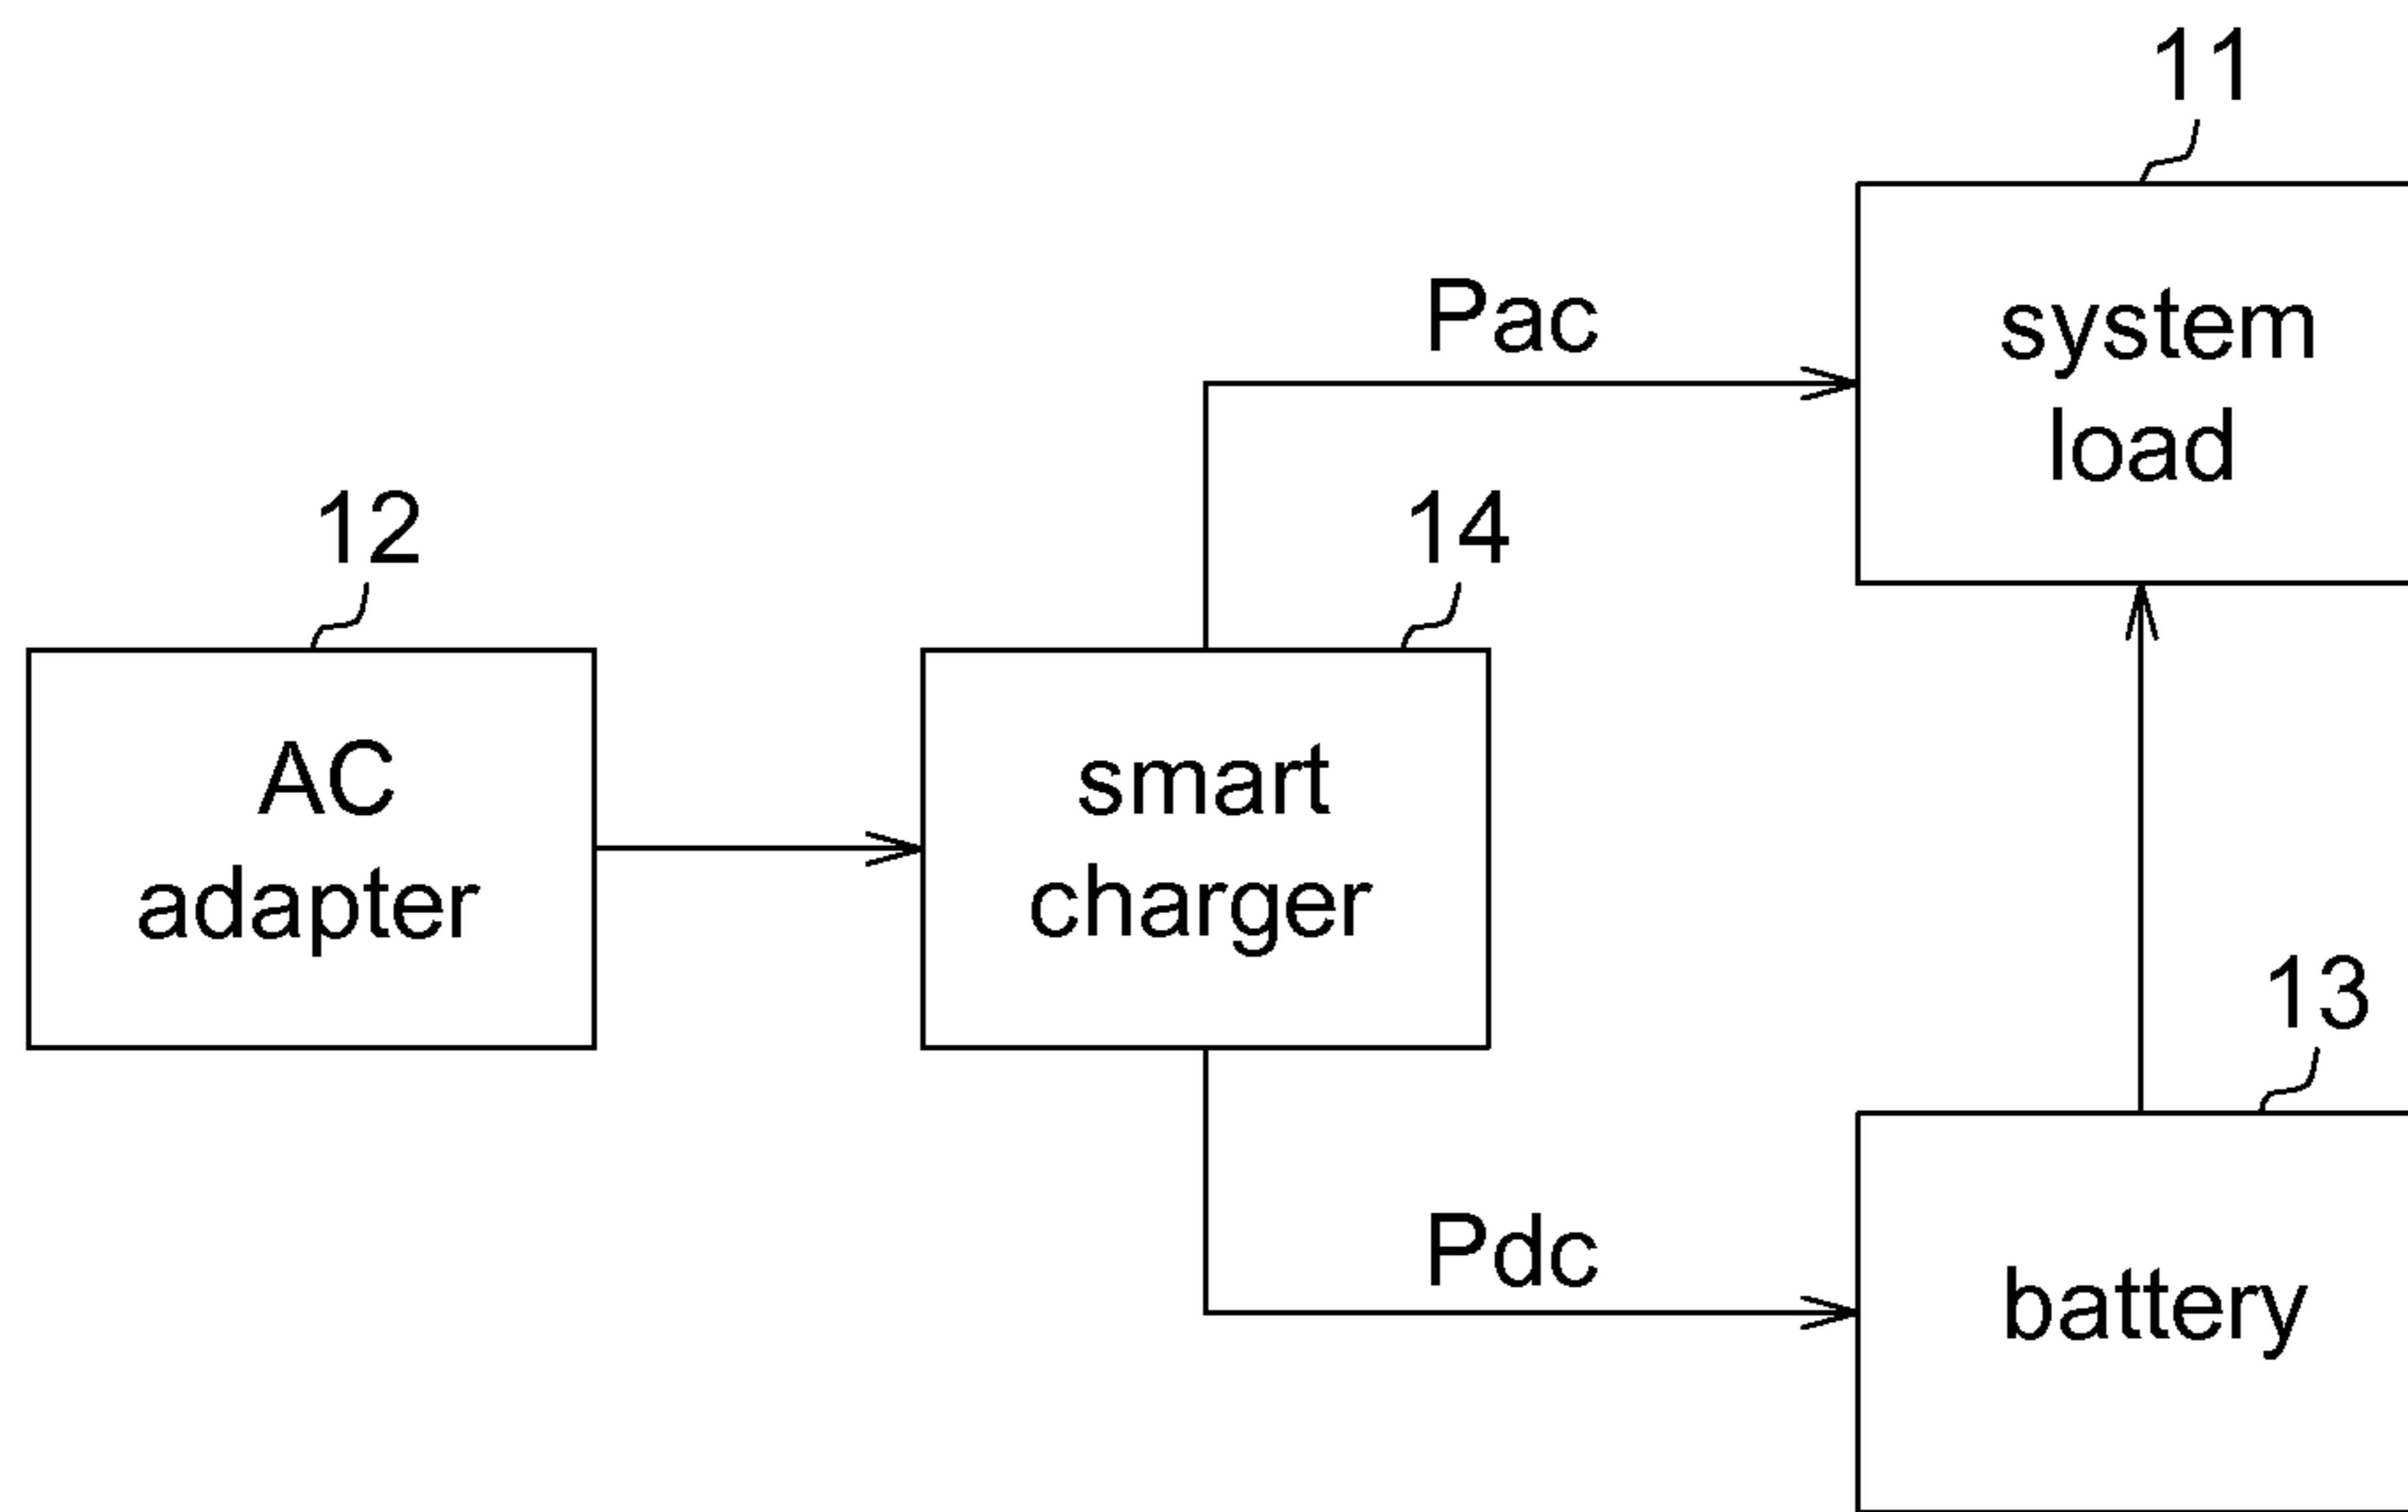 11
Pac
system
load
12
14
AC
adapter
smart
charger
13
Pdc
battery